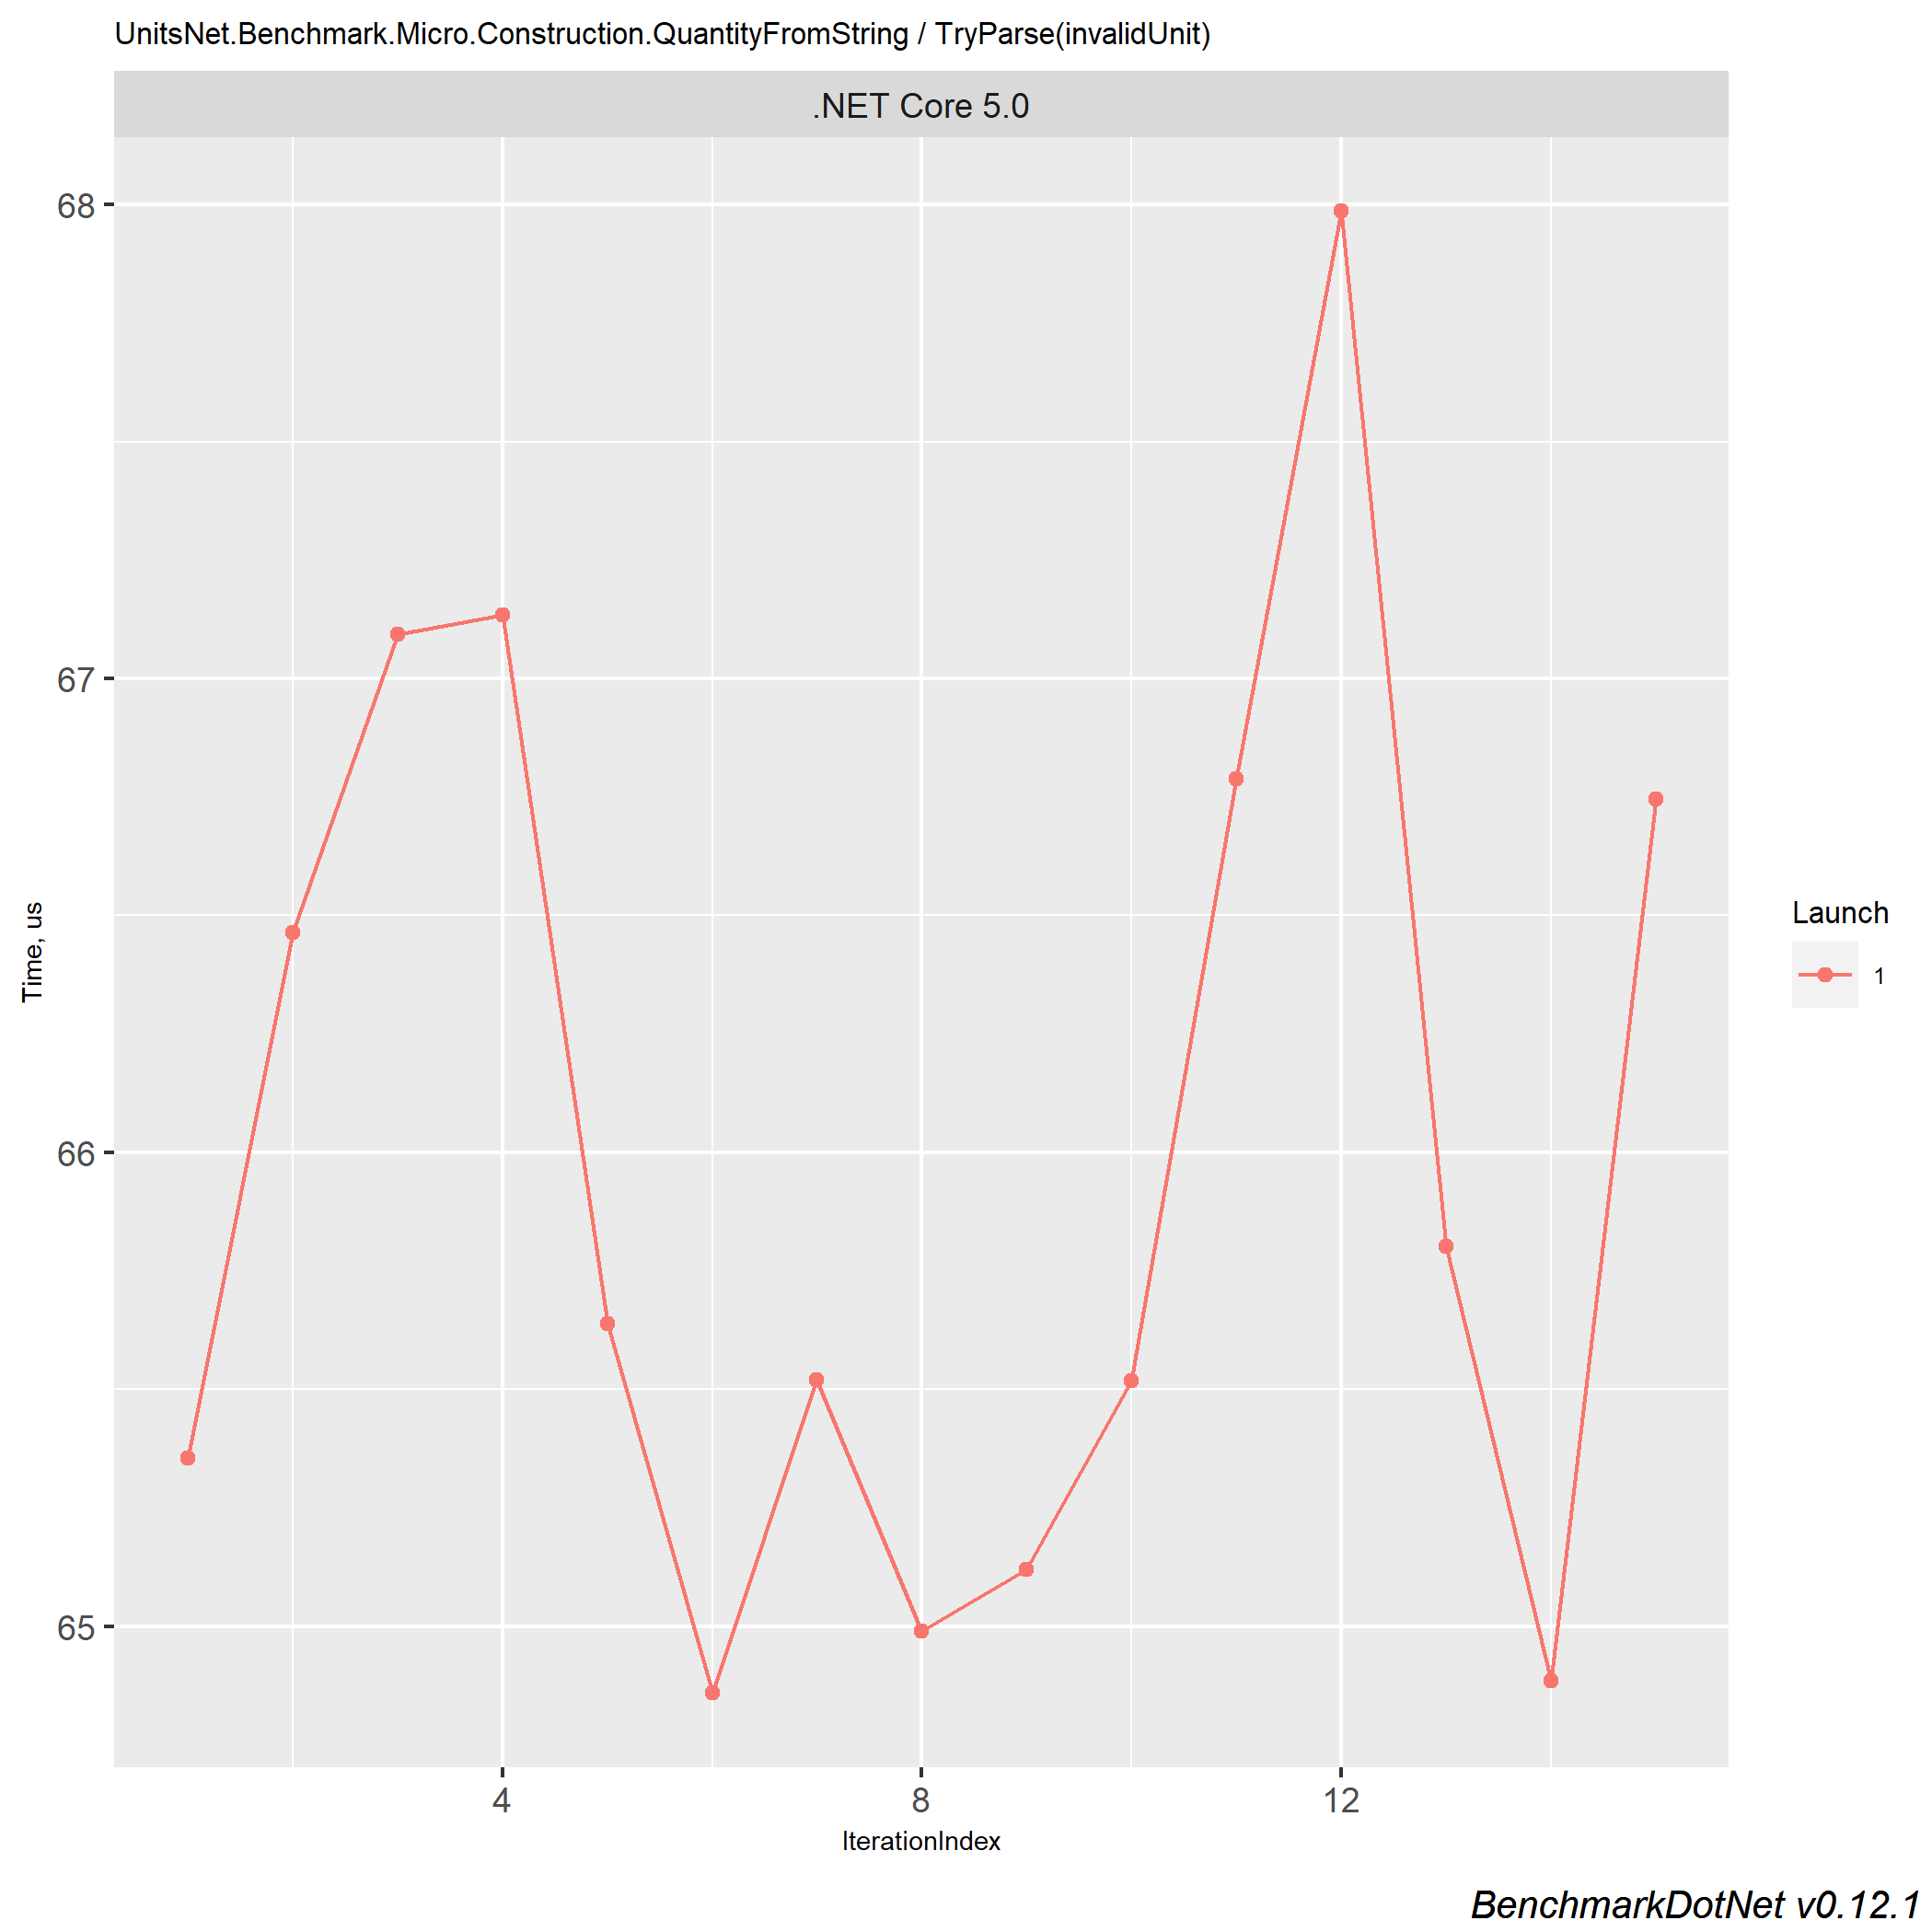 UnitsNet.Benchmark.Micro.Construction.QuantityFromString / TryParse(invalidUnit)
.NET Core 5.0
68
67
66
65
Time, us
4
8
12
IterationIndex
Launch
1
BenchmarkDotNet v0.12.1